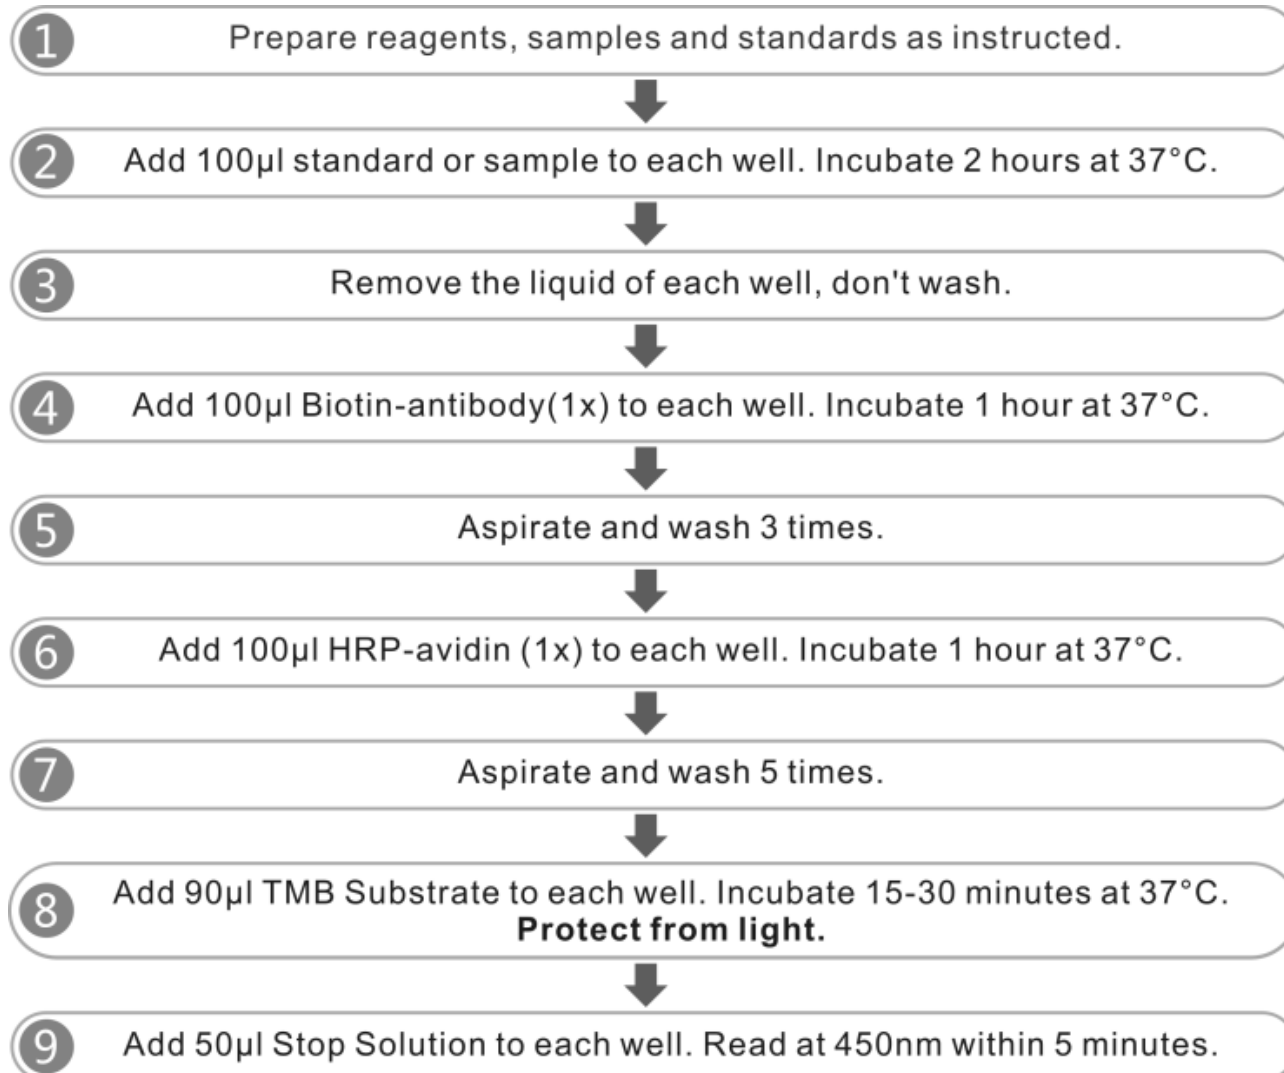 1 Prepare reagents, samples and standards as instructed.
2 Add 100µl standard or sample to each well. Incubate 2 hours at 37°C.
3 Remove the liquid of each well, don't wash.
4 Add 100µl Biotin-antibody(1x) to each well. Incubate 1 hour at 37°C.
5 Aspirate and wash 3 times.
6 Add 100µl HRP-avidin (1x) to each well. Incubate 1 hour at 37°C.
7 Aspirate and wash 5 times.
8 Add 90µl TMB Substrate to each well. Incubate 15-30 minutes at 37°C.
Protect from light.
9 Add 50µl Stop Solution to each well. Read at 450nm within 5 minutes.